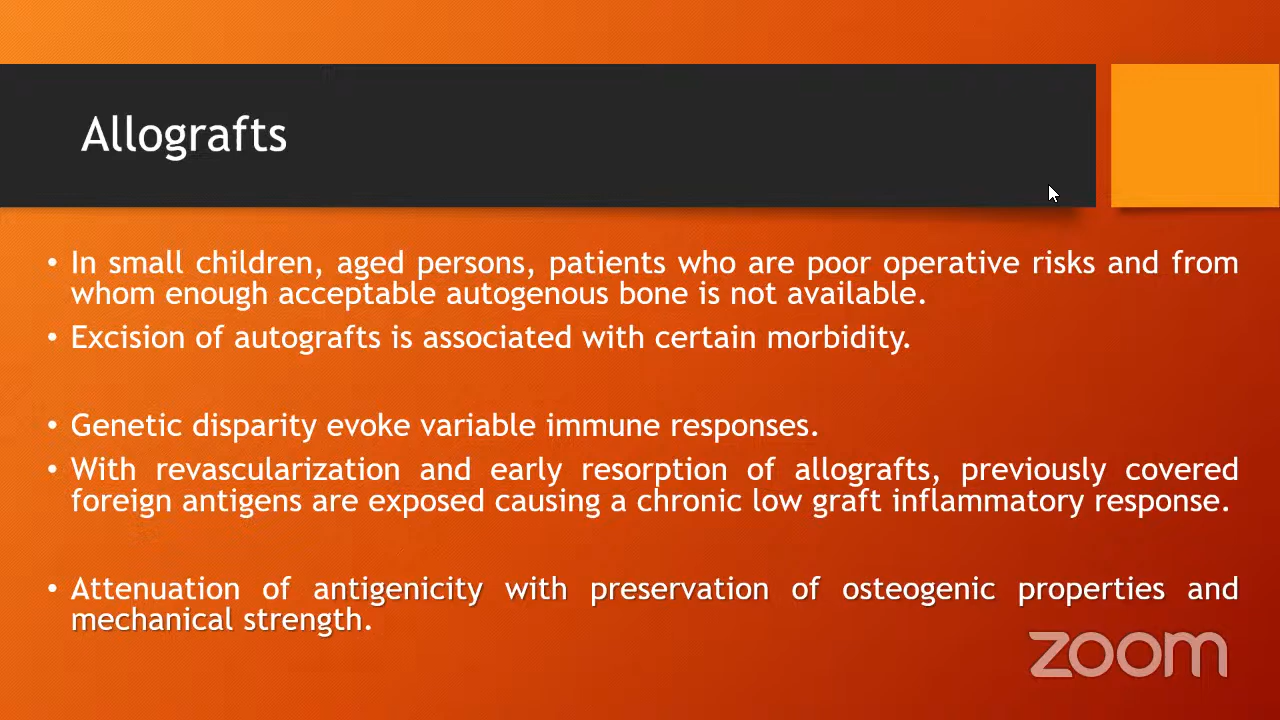 Allografts
• In small children, aged persons, patients who are poor operative risks and from
whom enough acceptable autogenous bone is not available.
• Excision of autografts is associated with certain morbidity.
• Genetic disparity evoke variable immune responses.
• With revascularization and early resorption of allografts, previously covered
foreign antigens are exposed causing a chronic low graft inflammatory response.
• Attenuation of antigenicity with preservation of osteogenic properties and
mechanical strength.
zoom